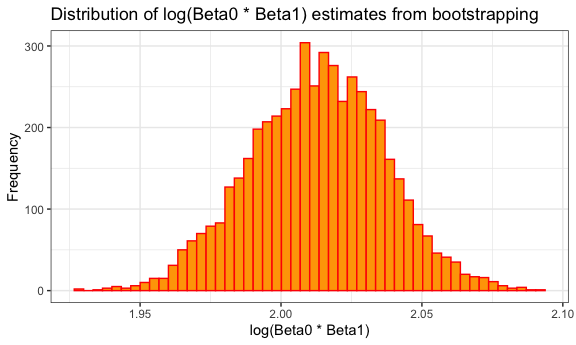 Distribution of log(Beta0 * Beta1) estimates from bootstrapping
300
200
100
0
Frequency
1.95 2.00 2.05 2.10
log(Beta0 * Beta1)